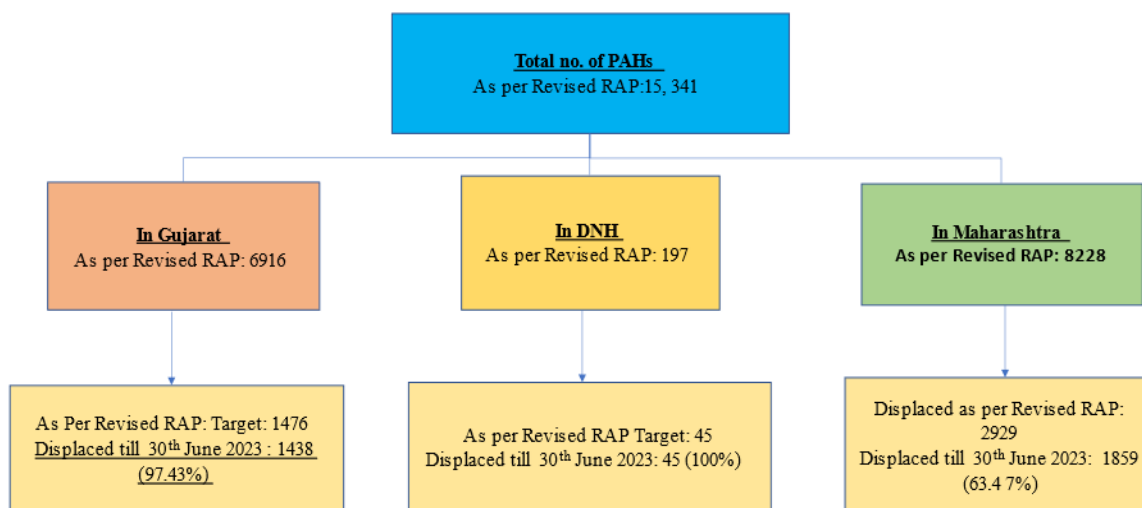 Total no. of PAHs
As per Revised RAP:15, 341
In Gujarat
As per Revised RAP: 6916
In DNH
As per Revised RAP: 197
In Maharashtra
As per Revised RAP: 8228
As Per Revised RAP: Target: 1476
Displaced till 30th June 2023 : 1438
(97.43%)
As per Revised RAP Target: 45
Displaced till 30th June 2023: 45 (100%)
Displaced as per Revised RAP:
2929
Displaced till 30th June 2023: 1859
(63.4 7%)